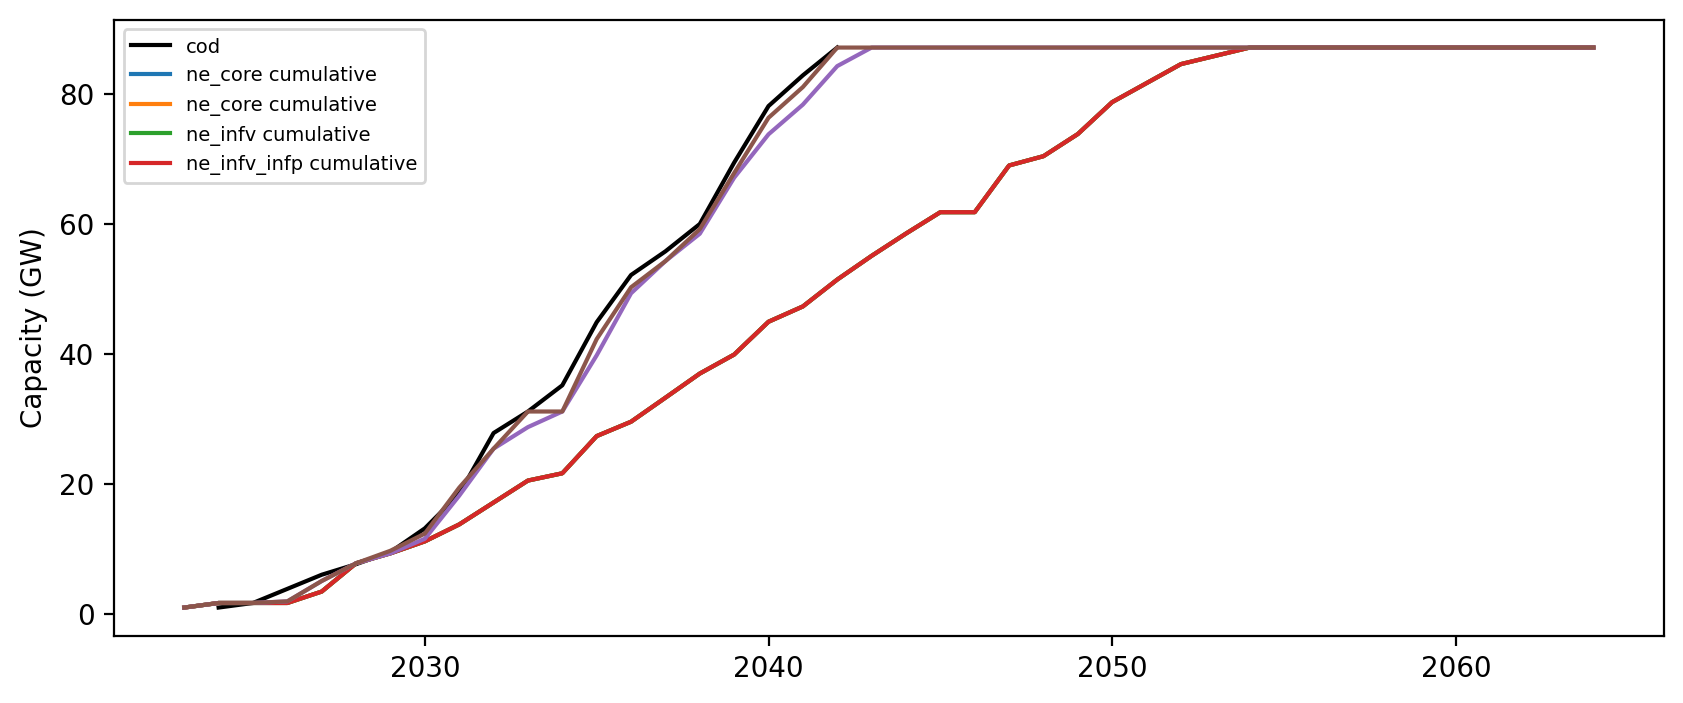 cod
ne_core cumulative
ne_core cumulative
ne_infv cumulative
ne_infv_infp cumulative
Capacity (GW)
80
60
40
20
0
2030
2040
2050
2060